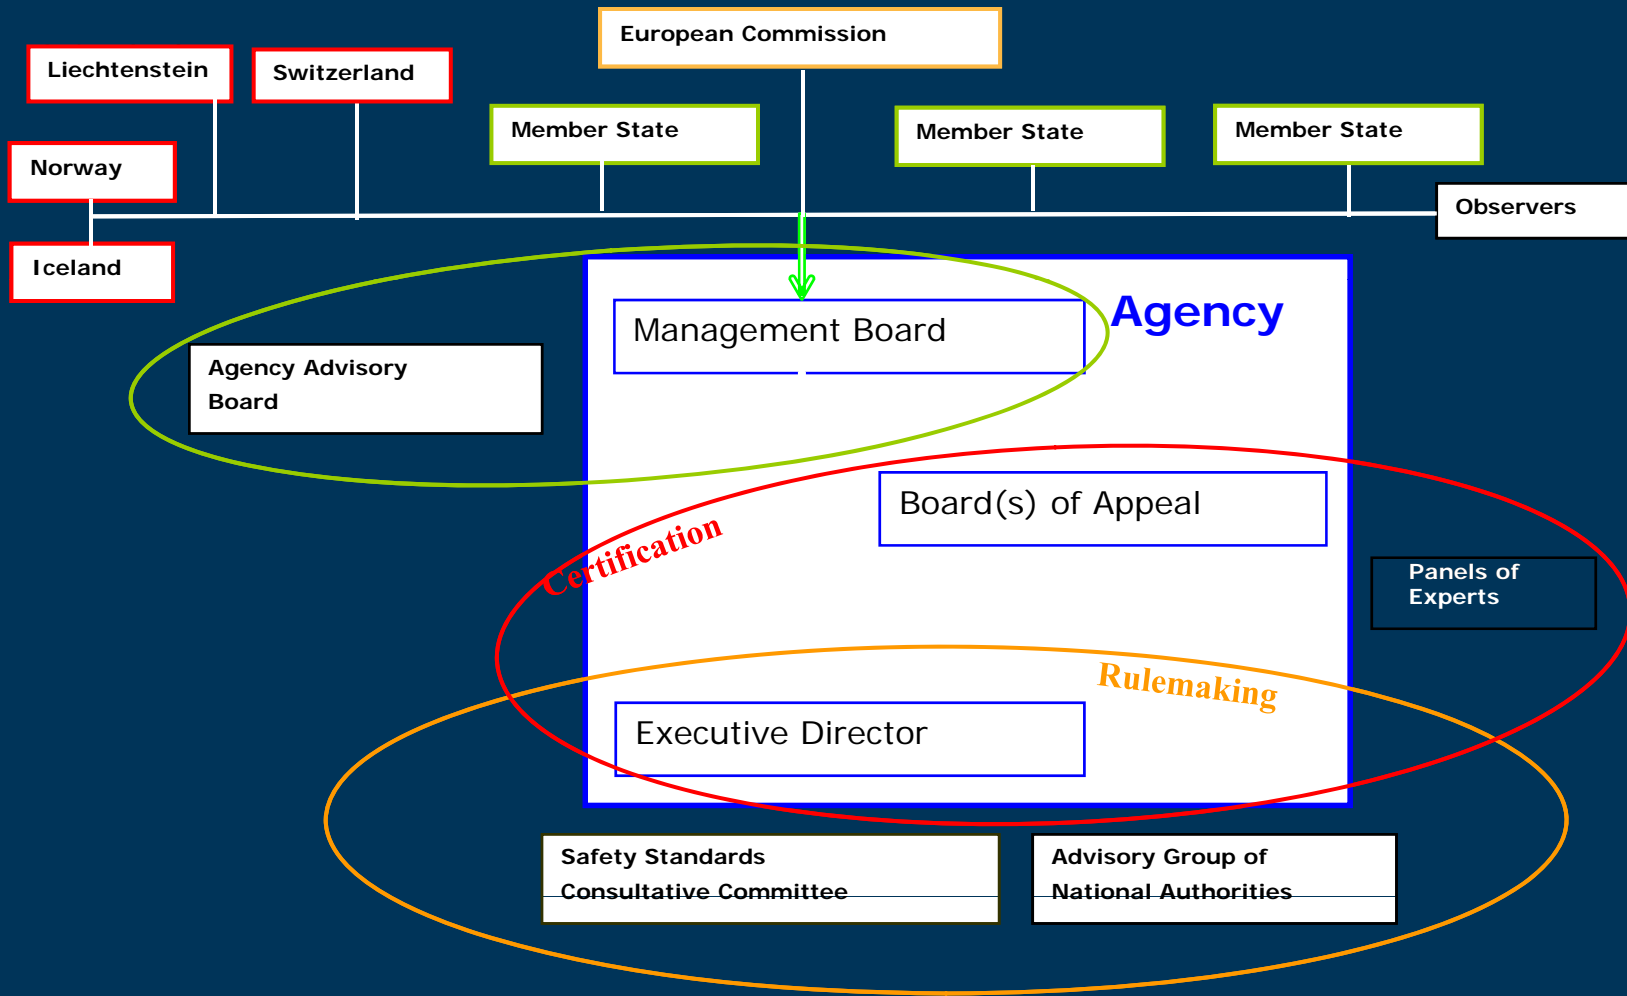 European Commission
Liechtenstein
Switzerland
Member State
Member State
Member State
Norway
Observers
Iceland
Agency
Management Board
Agency Advisory
Board
Board(s) of Appeal
Certification
Panels of
Experts
Rulemaking
Executive Director
Safety Standards
Consultative Committee
Advisory Group of
National Authorities